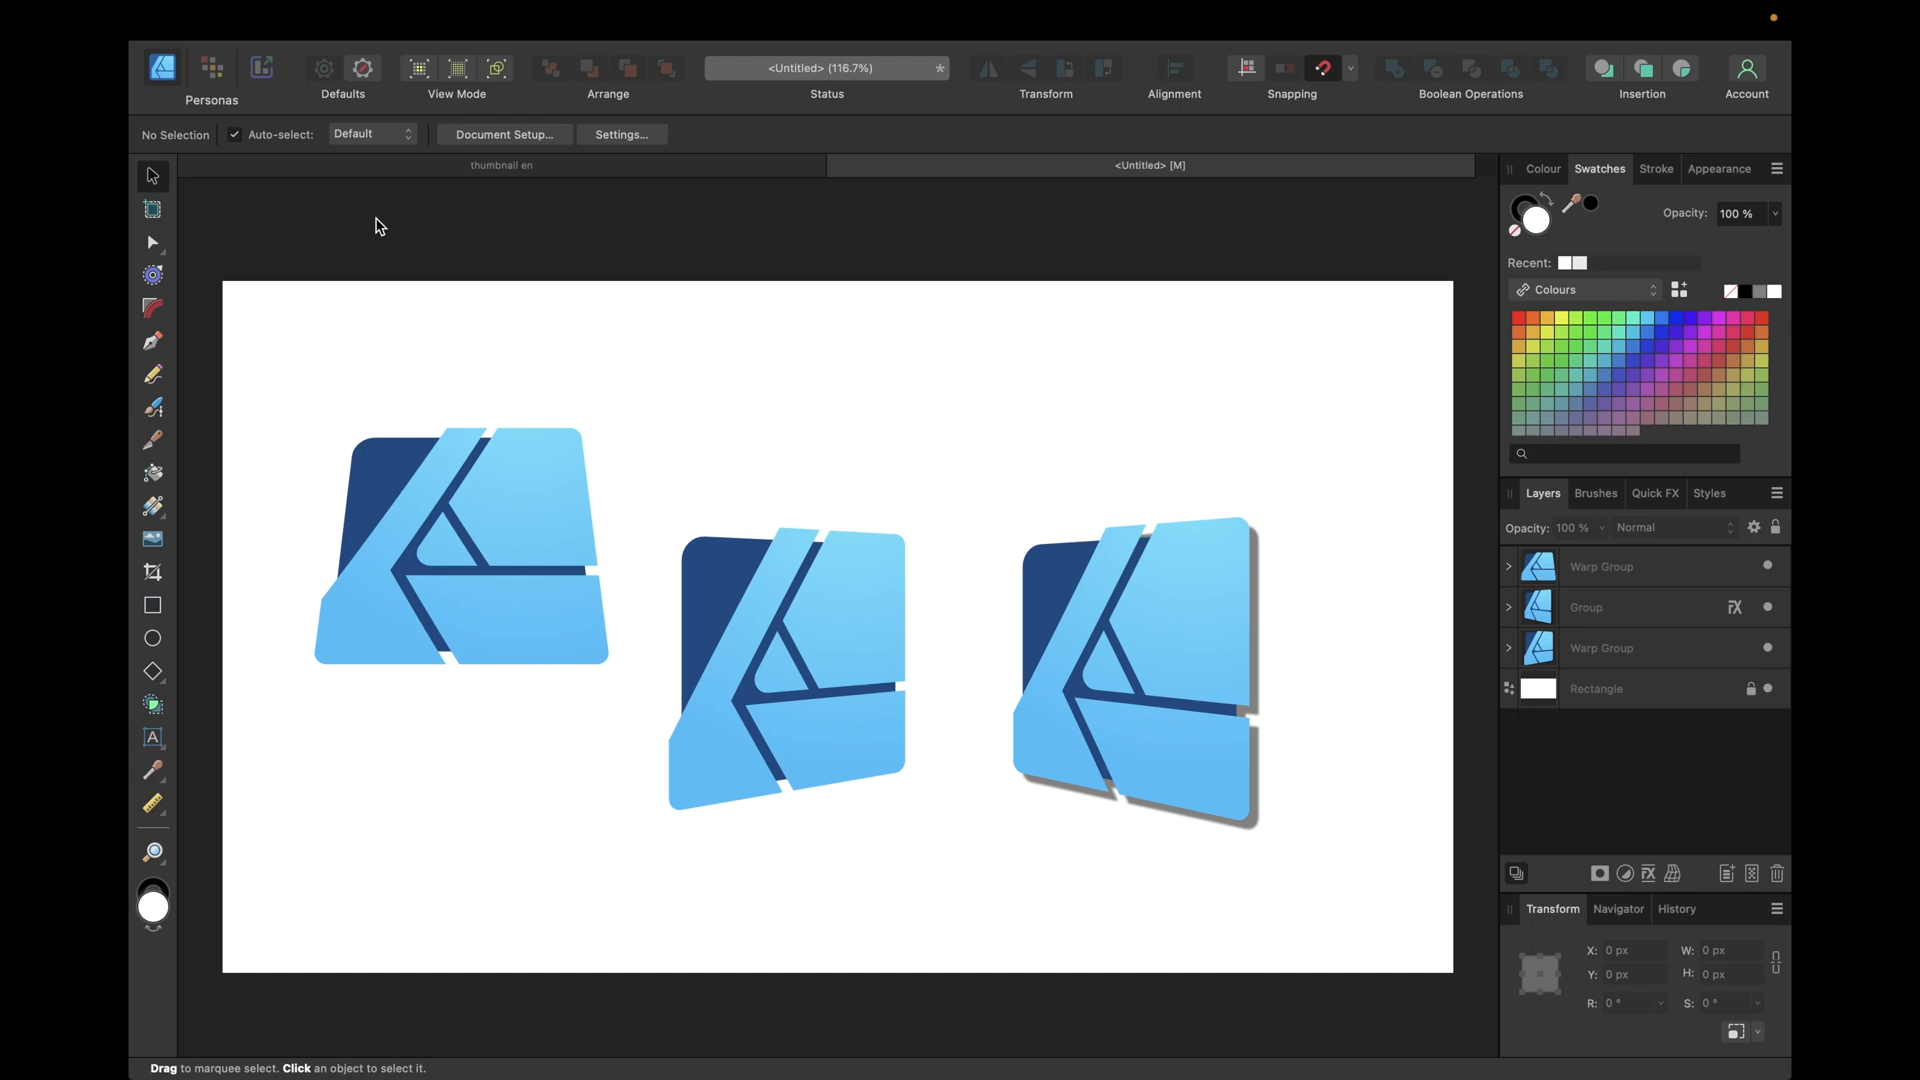 <Untitled> (116.7%)
*
Personas
Defaults
View Mode
Arrange
Status
Transform
Alignment
Snapping
Boolean Operations
Insertion
Account
No Selection
Auto-select:
Default
Document Setup...
Settings...
thumbnail en
<Untitled> [M]
Colour
Swatches
Stroke
Appearance
Opacity:
100 %
Recent:
Colours
Layers
Brushes
Quick FX
Styles
Opacity: 100 %
Normal
Warp Group
Group
FX
Warp Group
Rectangle
FX
A
Transform
Navigator
History
X: 0 px
W: 0 px
Y: 0 px
H: 0 px
R: 0 °
S: 0 °
Drag to marquee select. Click an object to select it.